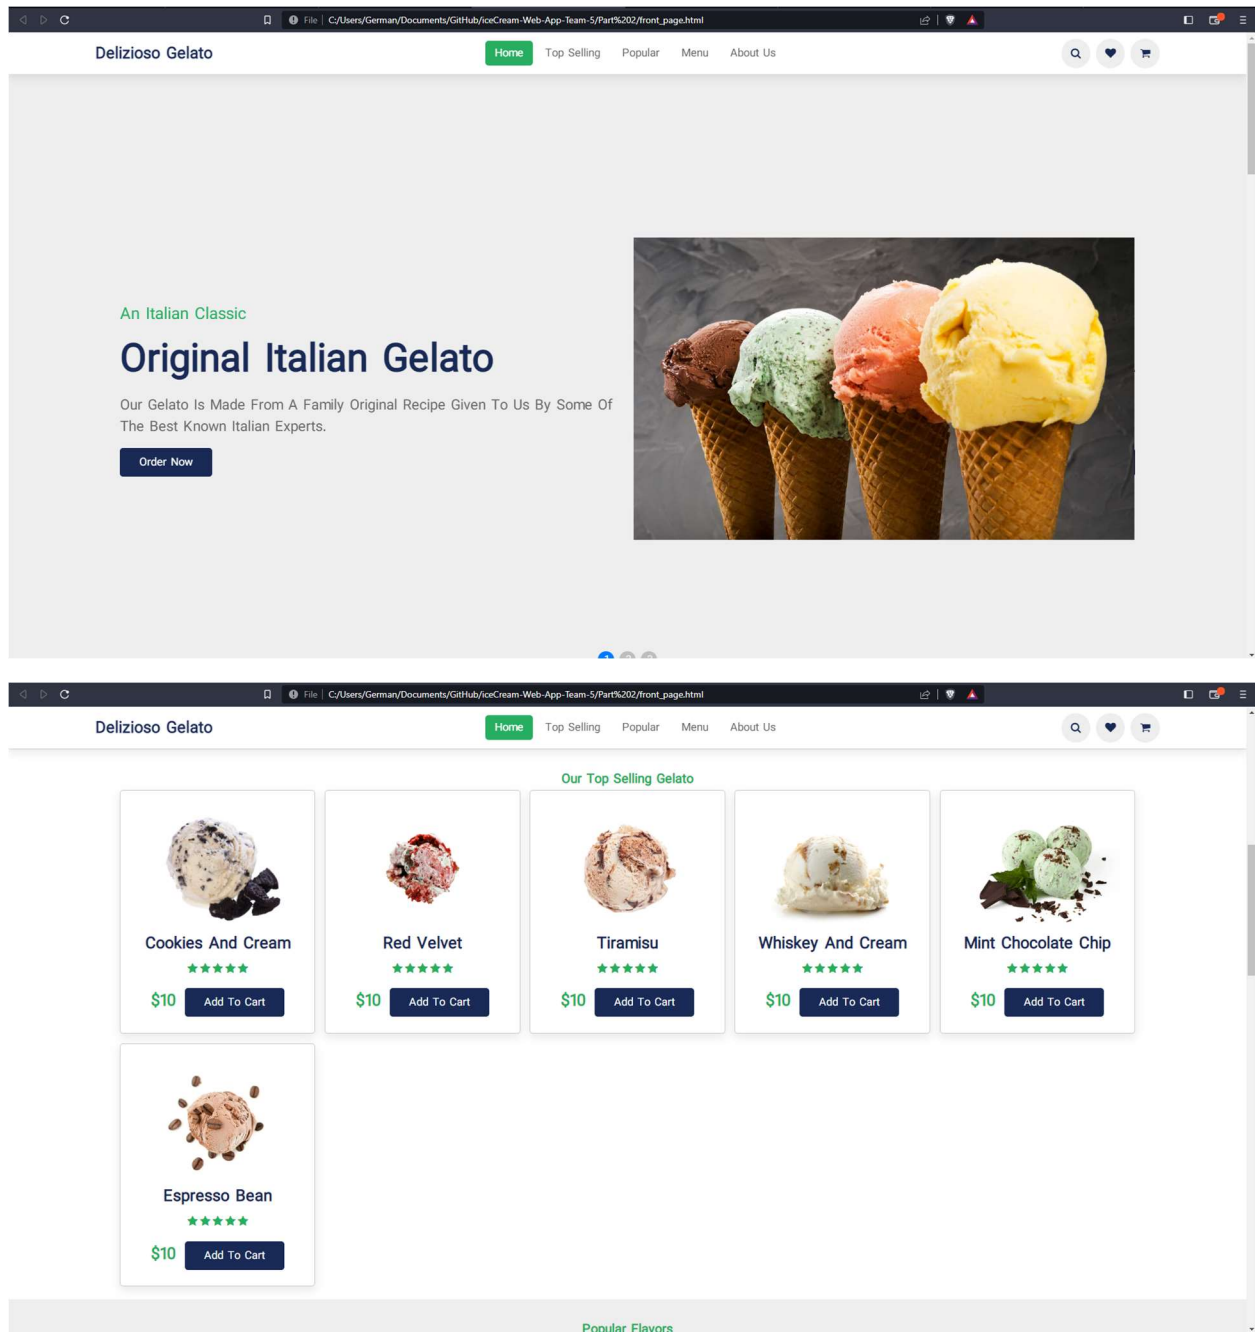 File | C:/Users/German/Documents/GitHub/iceCream-Web-App-Team-5/Part%202/front_page.html
Delizioso Gelato Home Top Selling Popular Menu About Us
An Italian Classic
Original Italian Gelato
Our Gelato Is Made From A Family Original Recipe Given To Us By Some Of
The Best Known Italian Experts.
Order Now
1 2 3
File | C:/Users/German/Documents/GitHub/iceCream-Web-App-Team-5/Part%202/front_page.html
Delizioso Gelato Home Top Selling Popular Menu About Us
Our Top Selling Gelato
Cookies And Cream Red Velvet Tiramisu Whiskey And Cream Mint Chocolate Chip
$10 Add To Cart $10 Add To Cart $10 Add To Cart $10 Add To Cart $10 Add To Cart
Espresso Bean
$10 Add To Cart
Popular Flavors